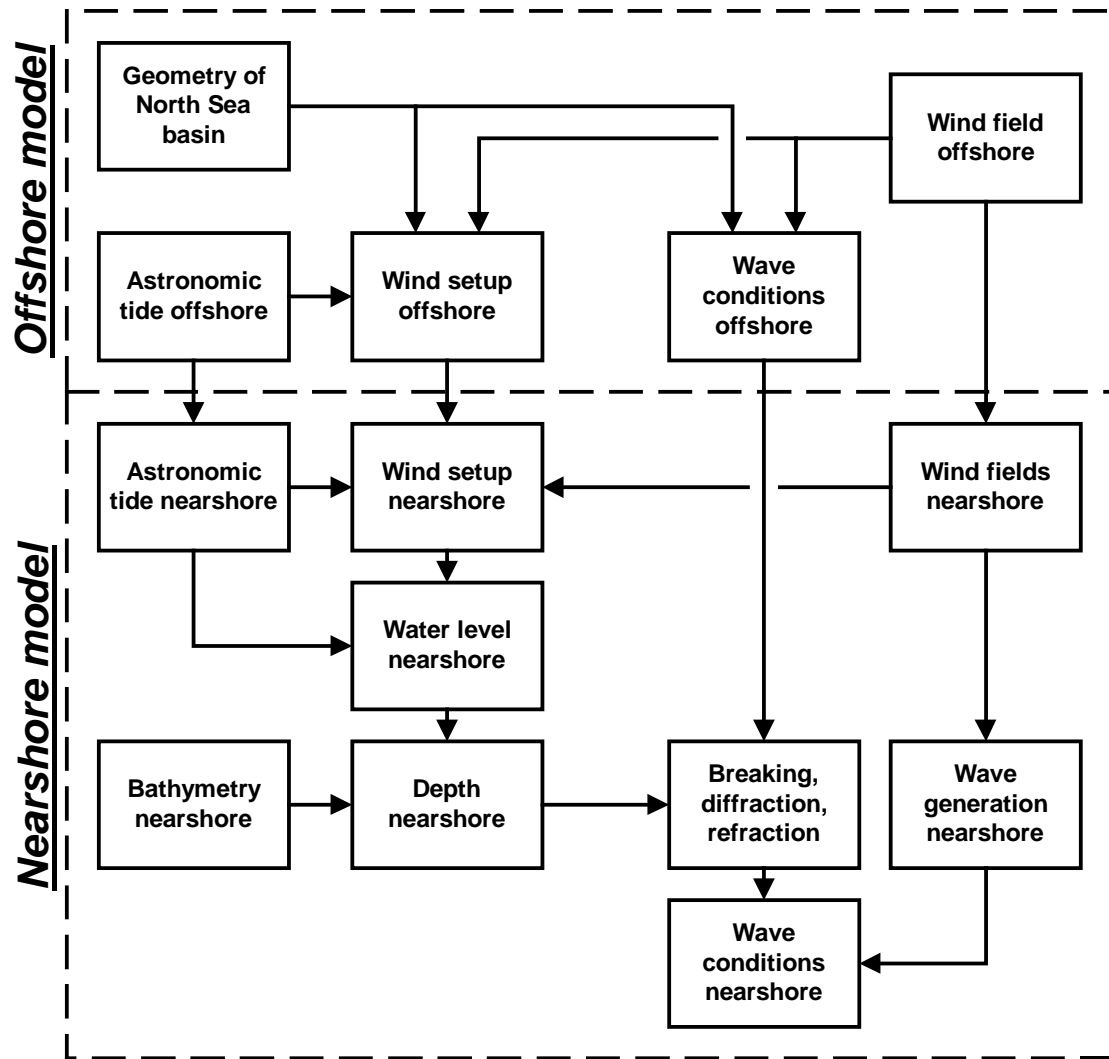 Offshore model
Geometry of
North Sea
basin
Wind field
offshore
Astronomic
tide offshore
Wind setup
offshore
Wave
conditions
offshore
Nearshore model
Astronomic
tide nearshore
Wind setup
nearshore
Wind fields
nearshore
Water level
nearshore
Bathymetry
nearshore
Depth
nearshore
Breaking,
diffraction,
refraction
Wave
generation
nearshore
Wave
conditions
nearshore